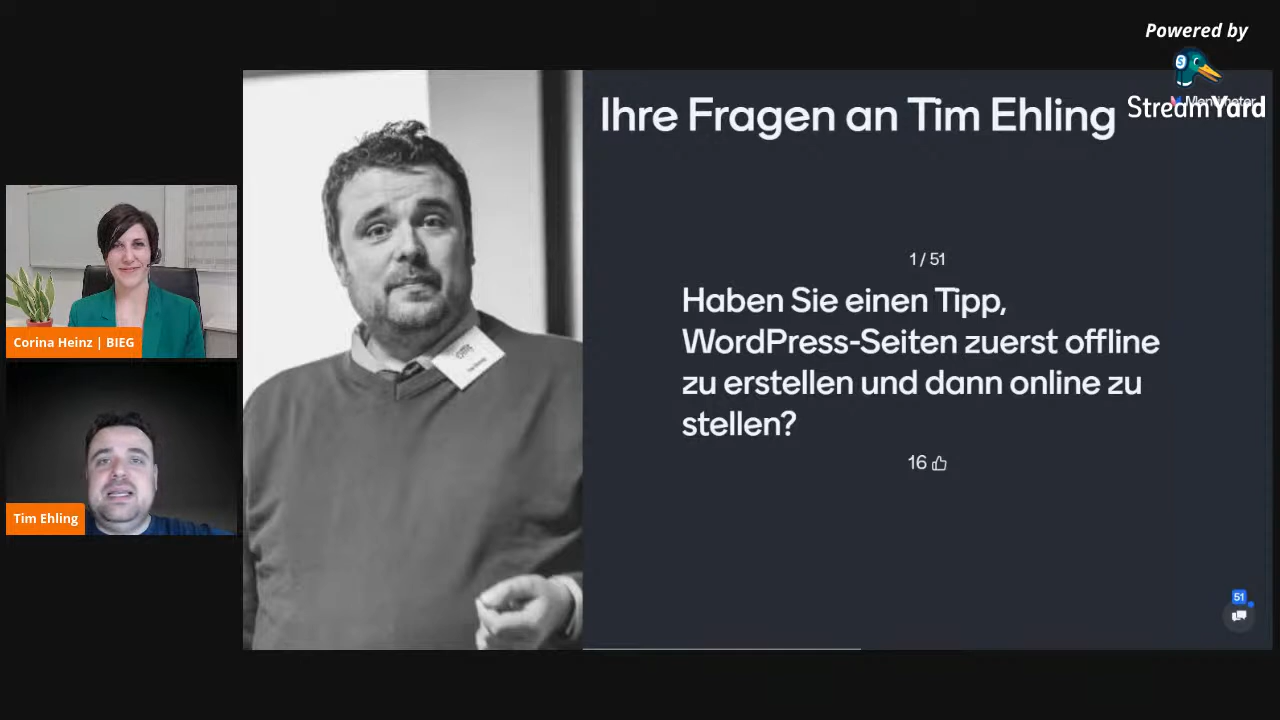 Powered by
StreamYard
Ihre Fragen an Tim Ehling
1 / 51
Haben Sie einen Tipp,
WordPress-Seiten zuerst offline
zu erstellen und dann online zu
stellen?
16
51
Corina Heinz | BIEG
Tim Ehling